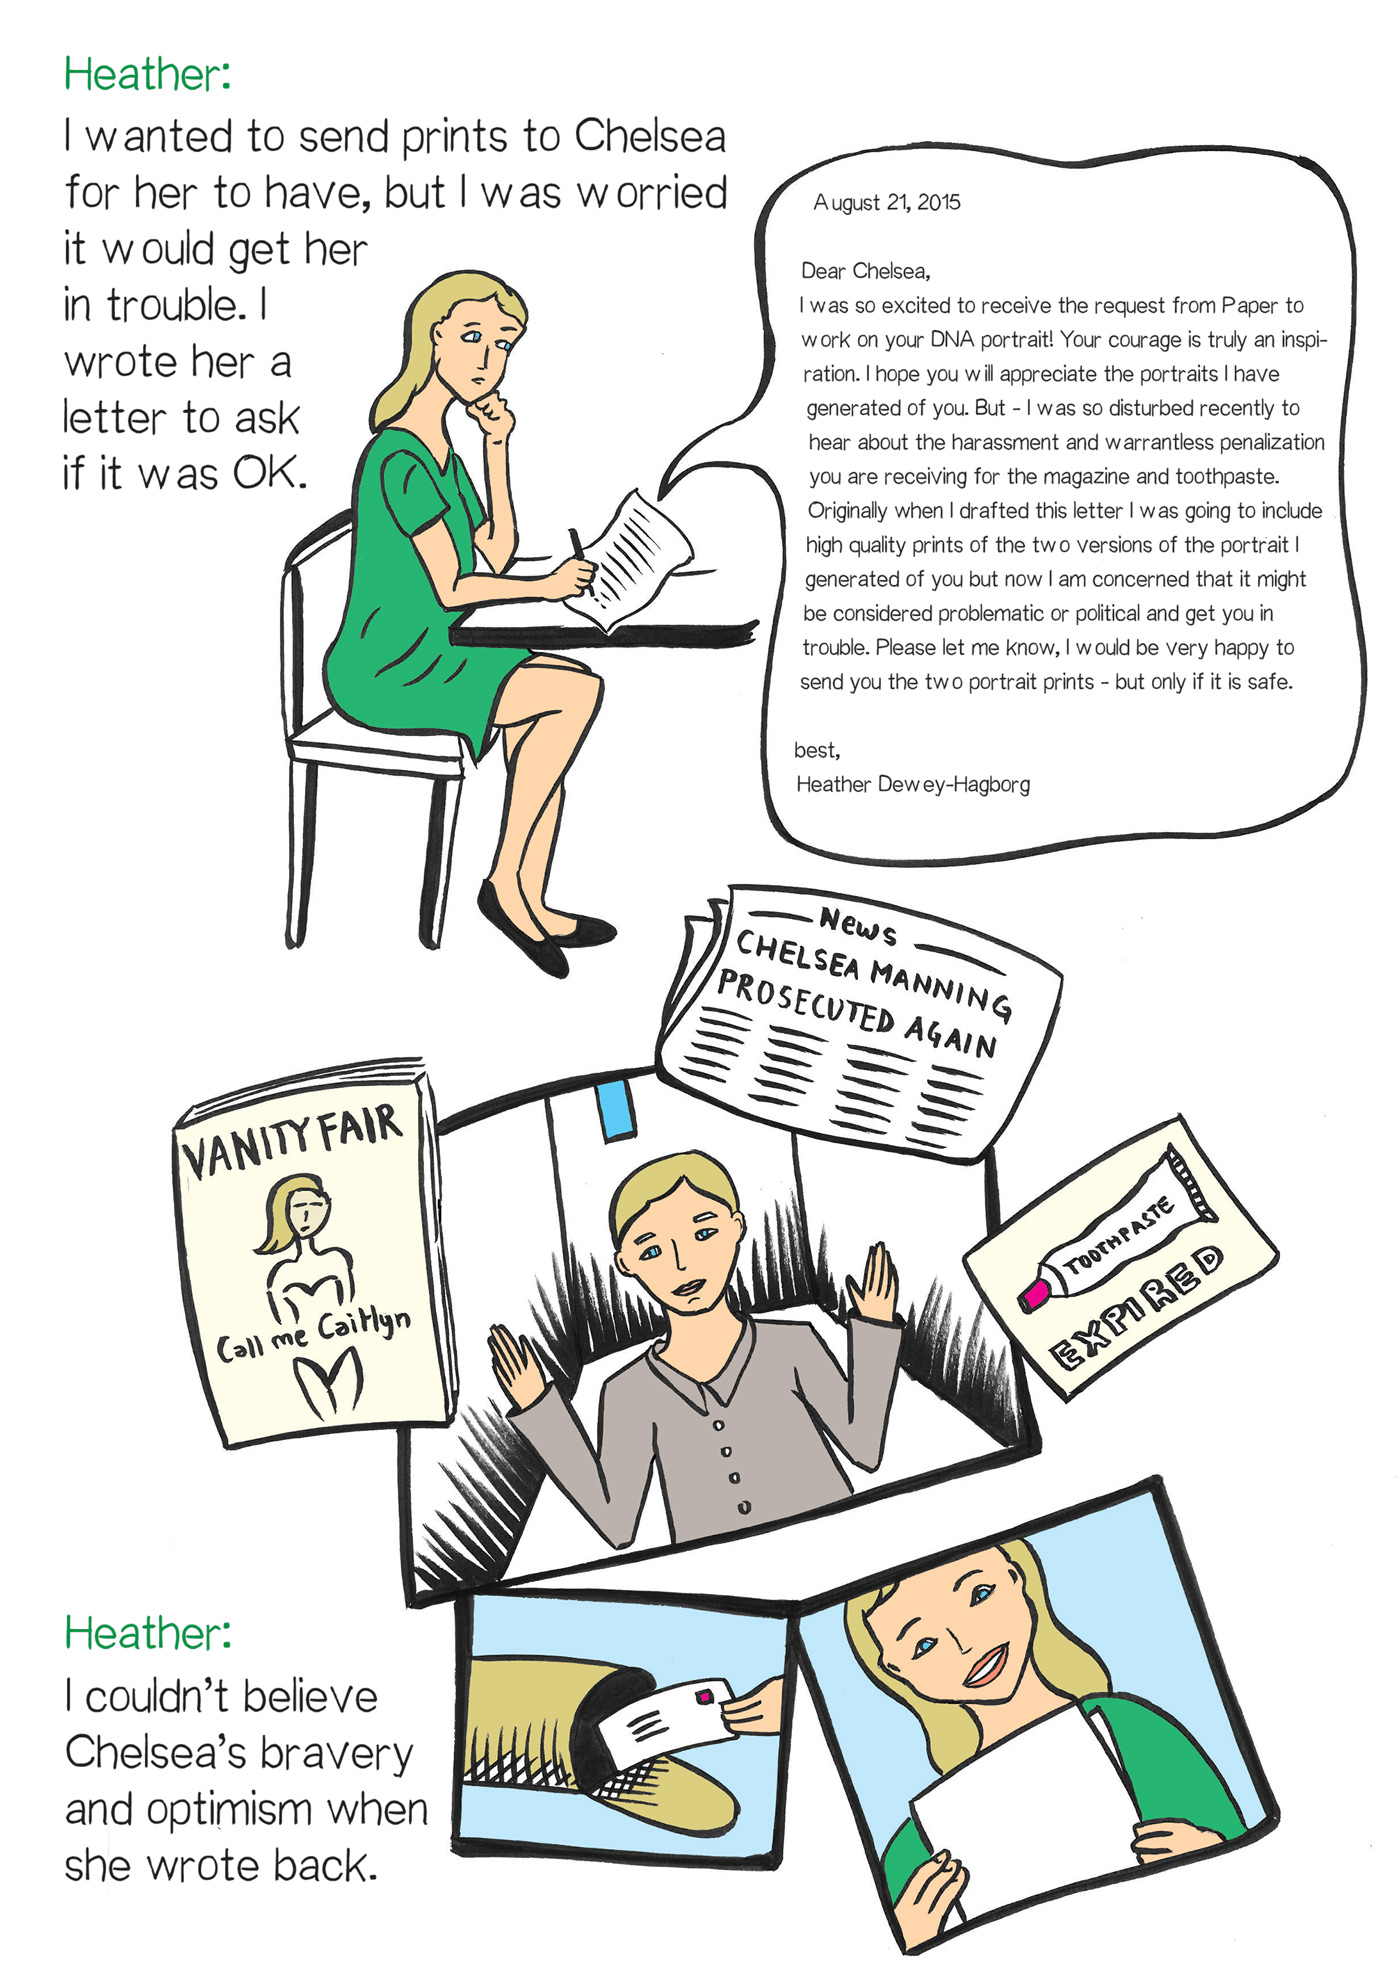 Heather:
I wanted to send prints to Chelsea
for her to have, but I was worried
it would get her
in trouble. I
wrote her a
letter to ask
if it was OK.
August 21, 2015
Dear Chelsea,
I was so excited to receive the request from Paper to
work on your DNA portrait! Your courage is truly an inspi-
ration. I hope you will appreciate the portraits I have
generated of you. But - I was so disturbed recently to
hear about the harassment and warrantless penalization
you are receiving for the magazine and toothpaste.
Originally when I drafted this letter I was going to include
high quality prints of the two versions of the portrait I
generated of you but now I am concerned that it might
be considered problematic or political and get you in
trouble. Please let me know, I would be very happy to
send you the two portrait prints - but only if it is safe.
best,
Heather Dewey-Hagborg
News
CHELSEA MANNING
PROSECUTED AGAIN
VANITY FAIR
Call me Caitlyn
TOOTHPASTE
EXPIRED
Heather:
I couldn't believe
Chelsea's bravery
and optimism when
she wrote back.